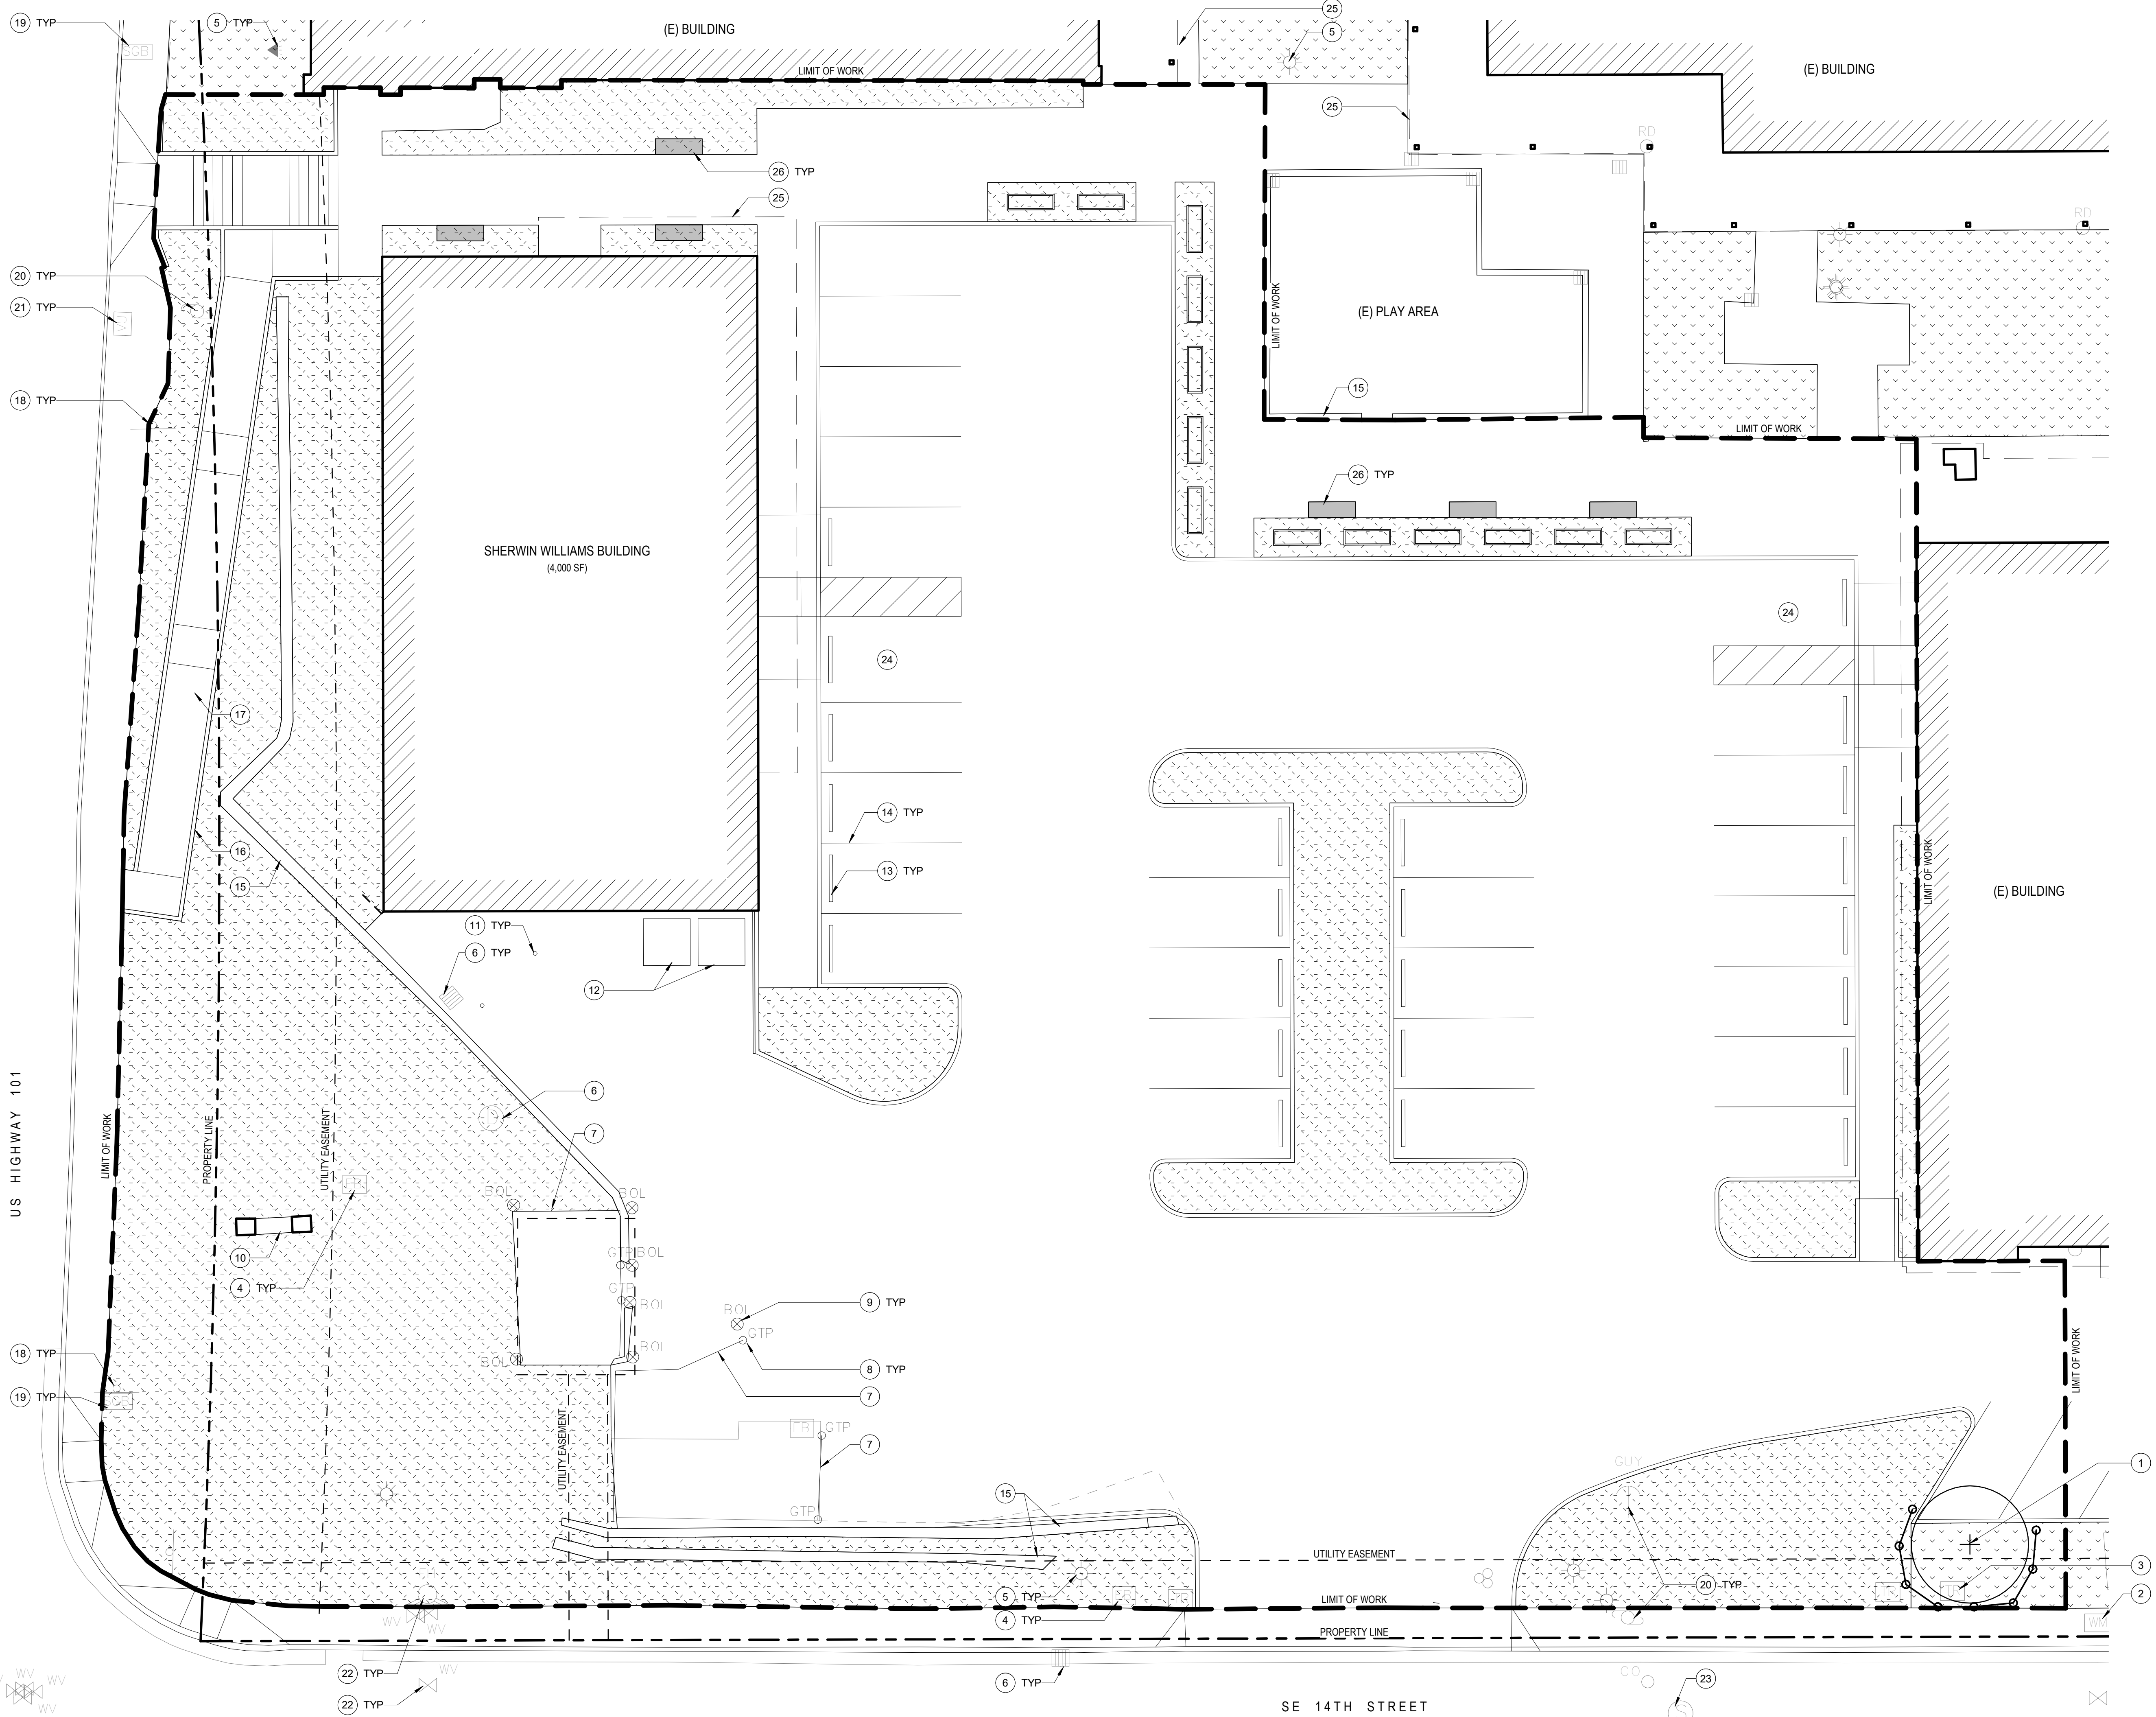 19 TYP
5 TYP
(E) BUILDING
25
5
SGB
LIMIT OF WORK
(E) BUILDING
25
RD
26 TYP
25
RD
20 TYP
21 TYP
LIMIT OF WORK
(E) PLAY AREA
18 TYP
15
LIMIT OF WORK
26 TYP
SHERWIN WILLIAMS BUILDING
(4,000 SF)
24
24
17
14 TYP
16
15
13 TYP
LIMIT OF WORK
(E) BUILDING
11 TYP
6 TYP
12
US HIGHWAY 101
LIMIT OF WORK
PROPERTY LINE
UTILITY EASEMENT
6
7
BOL
BOL
10
4 TYP
GTP
BOL
GTP
BOL
BOL
9 TYP
GTP
BOL
BOL
8 TYP
7
18 TYP
19 TYP
LIMIT OF WORK
UTILITY EASEMENT
EB
GTP
7
GTP
15
GUY
1
UTILITY EASEMENT
3
5 TYP
4 TYP
20 TYP
2
WM
LIMIT OF WORK
WV
WV
PROPERTY LINE
22 TYP
WV
22 TYP
6 TYP
CO
23
S
WV
WV
WV
SE 14TH STREET